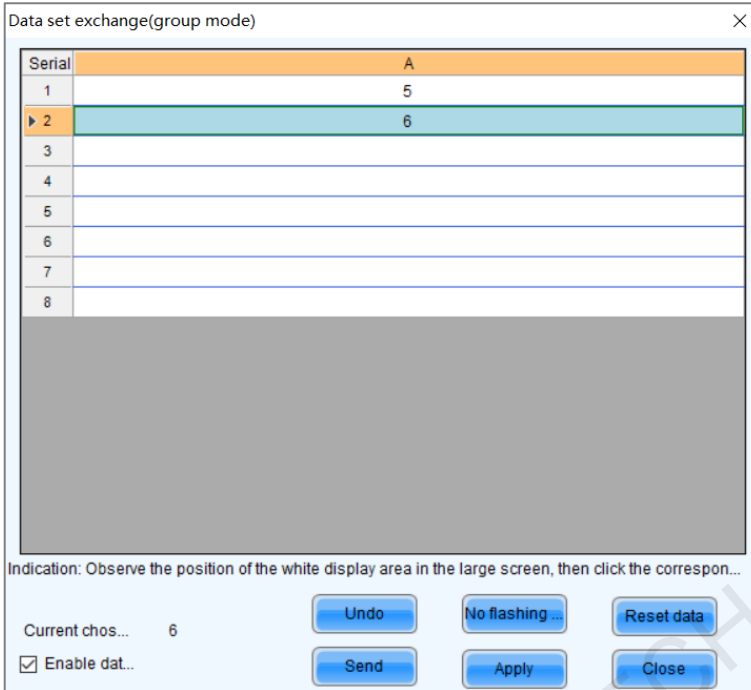 Data set exchange(group mode)
Serial A
1 5
2 6
3
4
5
6
7
8
Indication: Observe the position of the white display area in the large screen, then click the correspon...
Undo No flashing ... Reset data
Current chos... 6
Enable dat... Send Apply Close